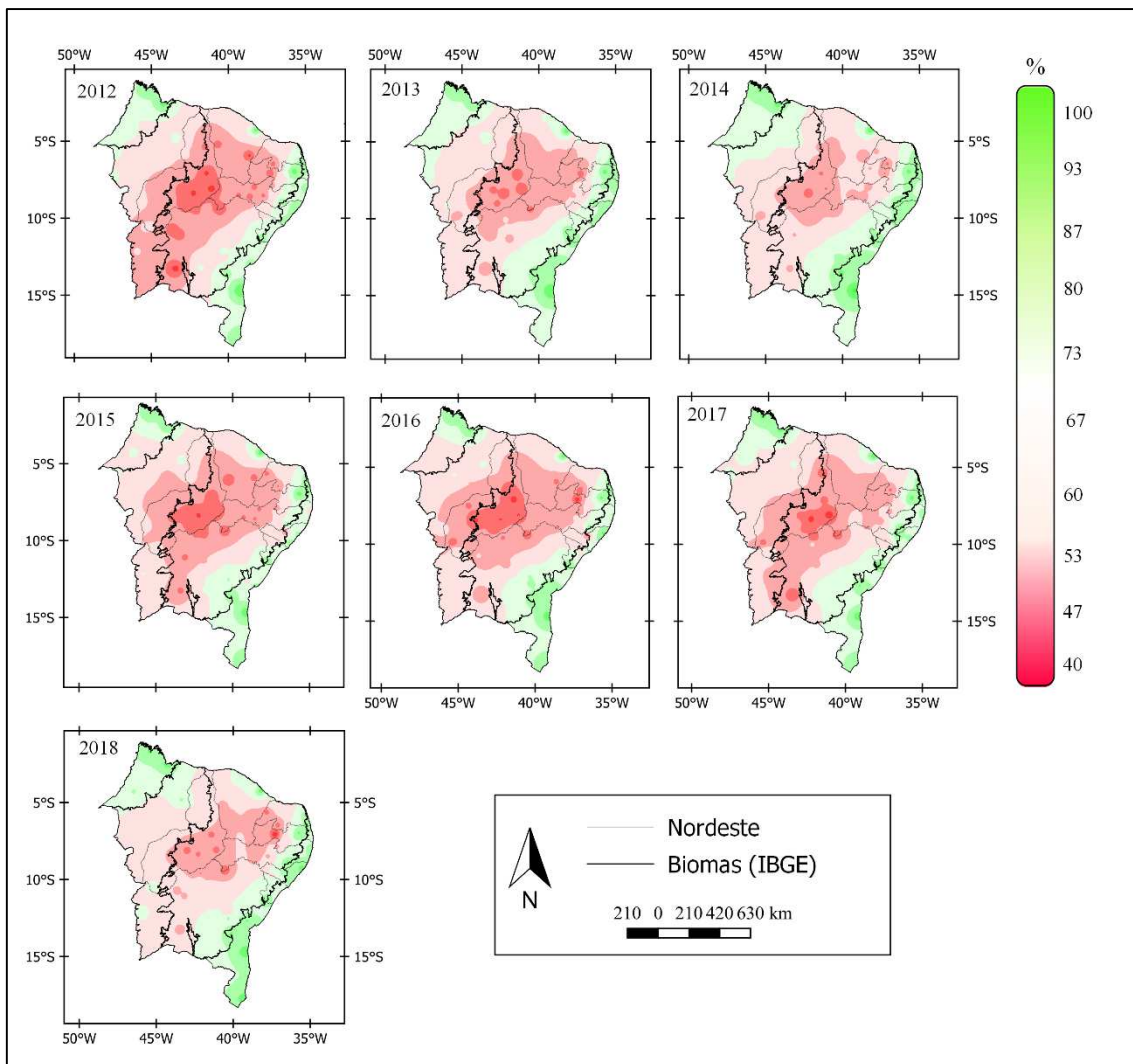 50°W 45°W 40°W 35°W 50°W 45°W 40°W 35°W 50°W 45°W 40°W 35°W
%
2012 2013 2014
100
5°S 5°S
93
10°S 10°S
87
15°S 15°S
80
73
2015 2016 2017
67
5°S 5°S
60
10°S 10°S
53
15°S 15°S
47
40
50°W 45°W 40°W 35°W 50°W 45°W 40°W 35°W
2018
5°S 5°S
10°S 10°S
15°S 15°S
50°W 45°W 40°W 35°W
Nordeste
Biomas (IBGE)
N
210 0 210 420 630 km